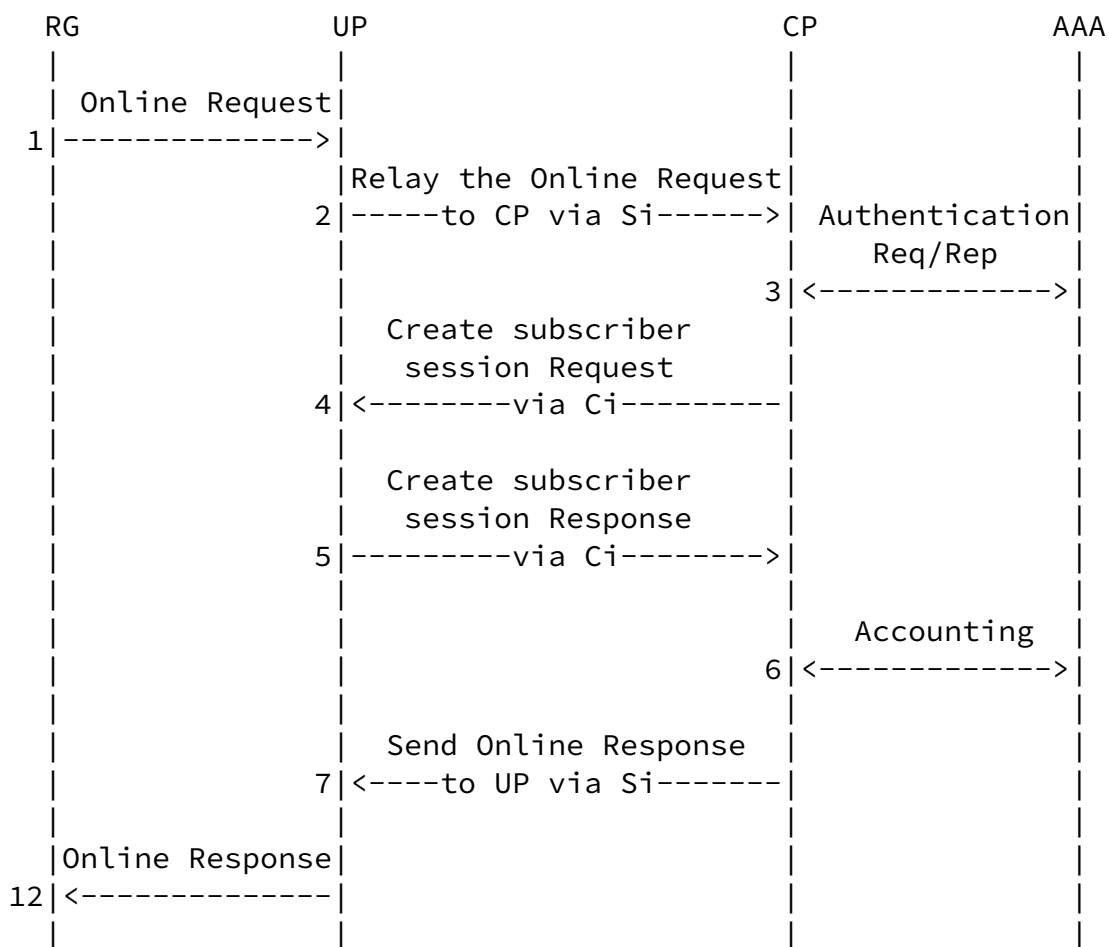 RG UP CP AAA
| | | |
| Online Request| | |
1|-------------->| | |
| |Relay the Online Request| |
| 2|-----to CP via Si------>| Authentication|
| | | Req/Rep |
| | 3|<------------->|
| | Create subscriber | |
| | session Request | |
| 4|<--------via Ci---------| |
| | | |
| | Create subscriber | |
| | session Response | |
| 5|---------via Ci-------->| |
| | | |
| | | Accounting |
| | 6|<------------->|
| | | |
| | Send Online Response | |
| 7|<----to UP via Si-------| |
| | | |
|Online Response| | |
12|<--------------| | |
| | | |